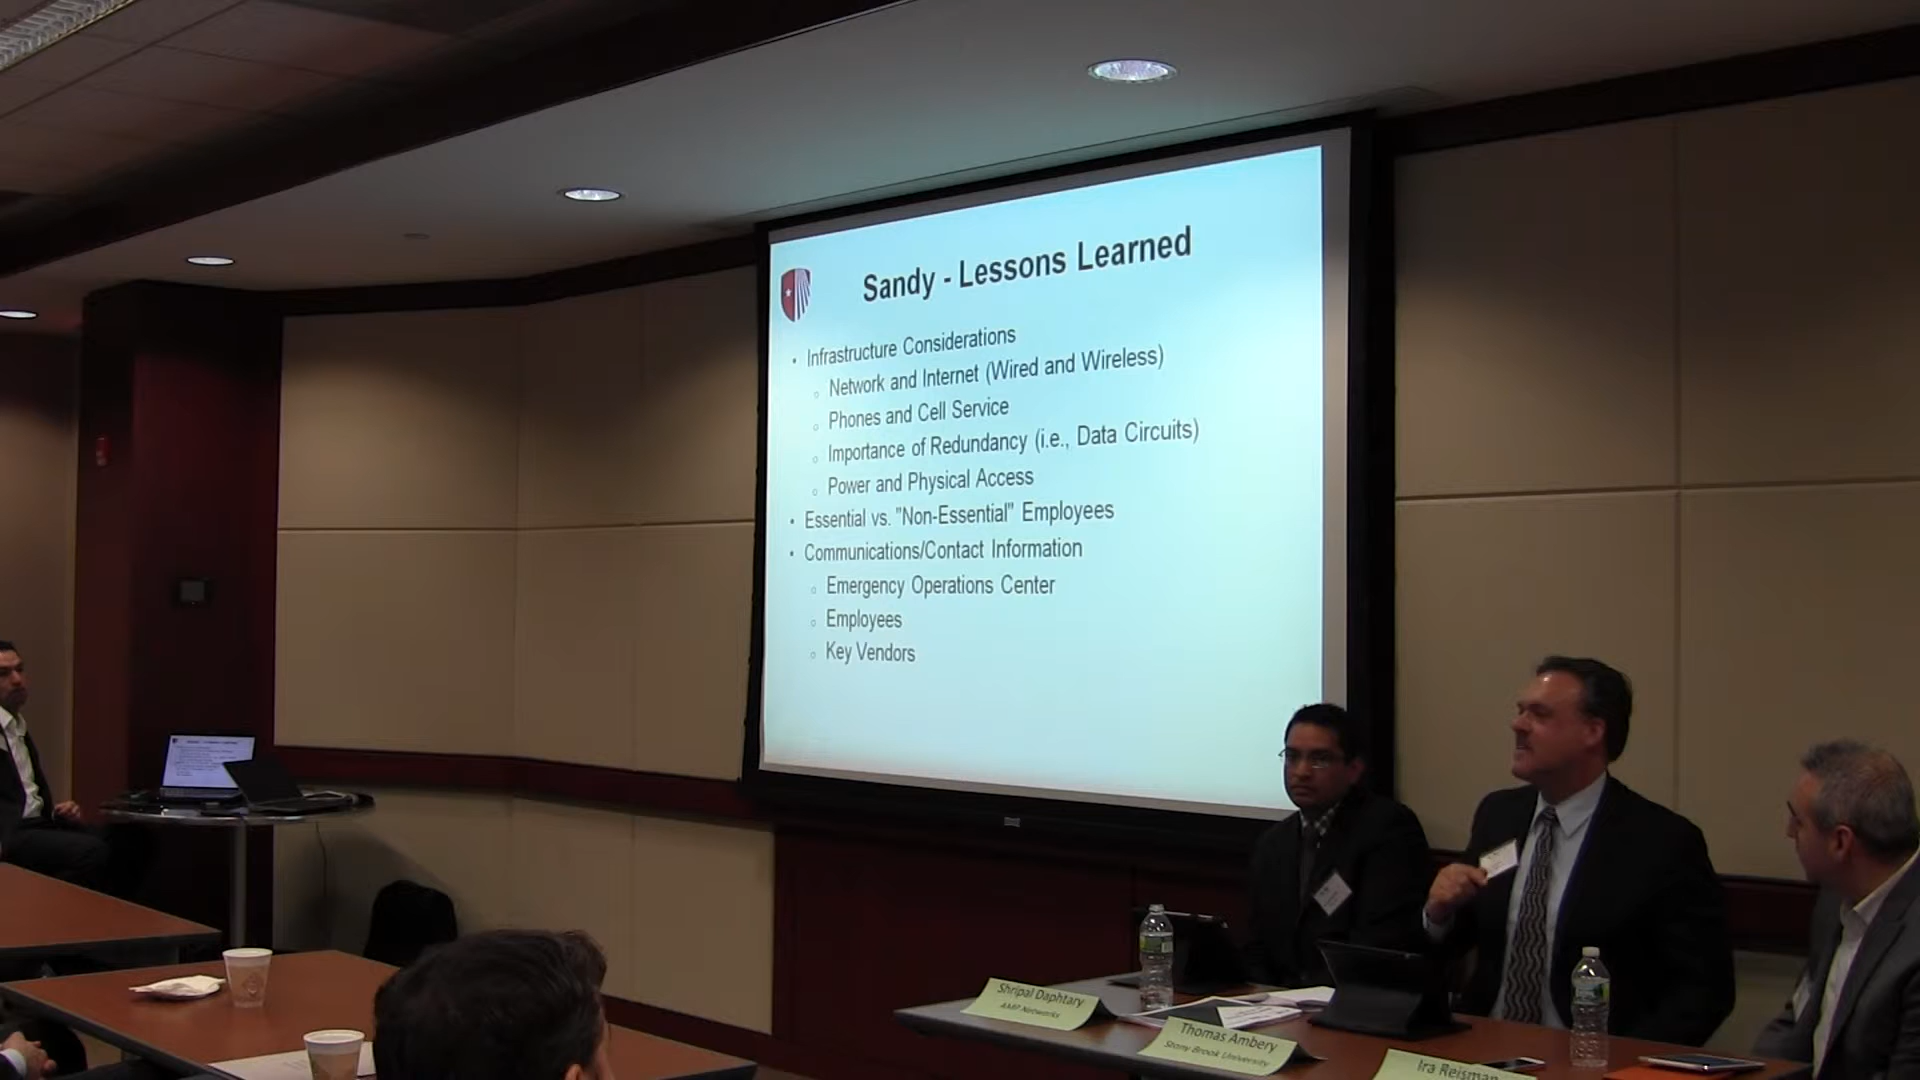 Sandy - Lessons Learned
• Infrastructure Considerations
○ Network and Internet (Wired and Wireless)
○ Phones and Cell Service
○ Importance of Redundancy (i.e., Data Circuits)
○ Power and Physical Access
• Essential vs. "Non-Essential" Employees
• Communications/Contact Information
○ Emergency Operations Center
○ Employees
○ Key Vendors
Shripal Daphtary
AMP Networks
Thomas Ambery
Stony Brook University
Ira Reisman